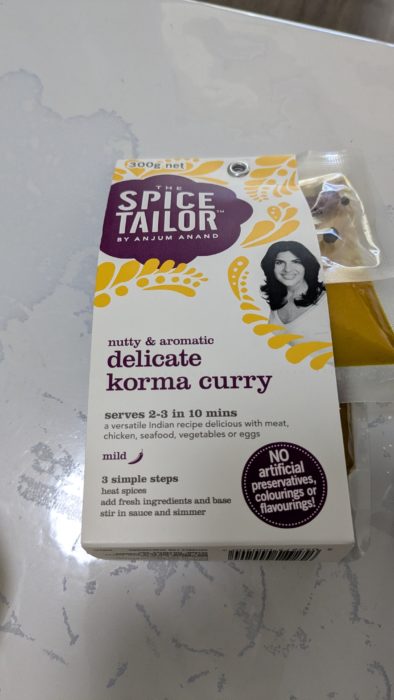 300g net
THE
SPICE
TAILOR™
BY ANJUM ANAND
nutty & aromatic
delicate
korma curry
serves 2-3 in 10 mins
a versatile Indian recipe delicious with meat,
chicken, seafood, vegetables or eggs
mild
3 simple steps
heat spices
add fresh ingredients and base
stir in sauce and simmer
NO
artificial
preservatives,
colourings or
flavourings!